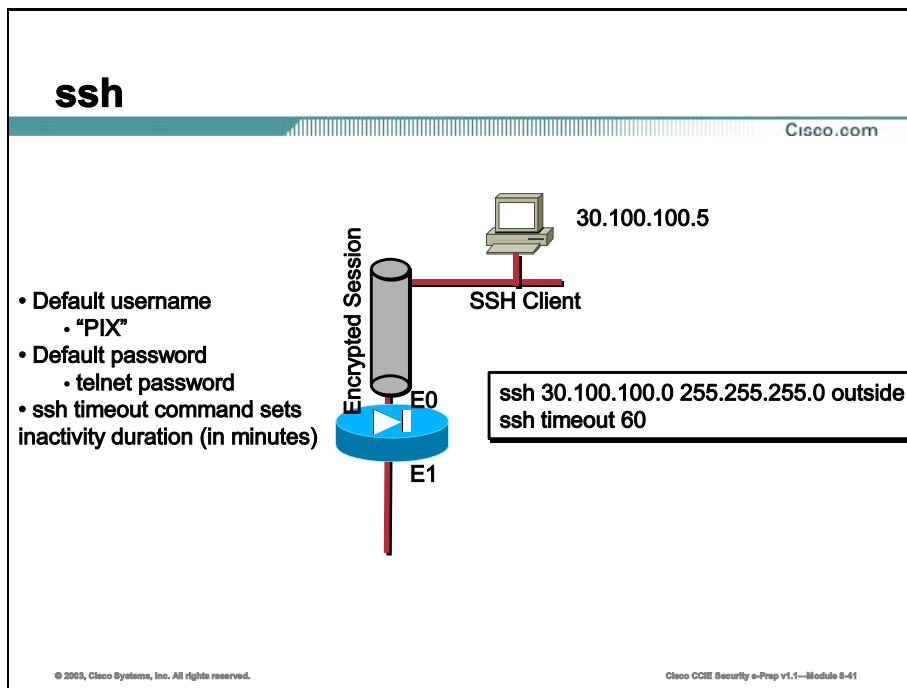 ssh
Cisco.com
30.100.100.5
SSH Client
Encrypted Session
• Default username
• “PIX”
• Default password
• telnet password
• ssh timeout command sets
inactivity duration (in minutes)
E0
E1
ssh 30.100.100.0 255.255.255.0 outside
ssh timeout 60
© 2003, Cisco Systems, Inc. All rights reserved.
Cisco CCIE Security e-Prep v1.1—Module 8-41